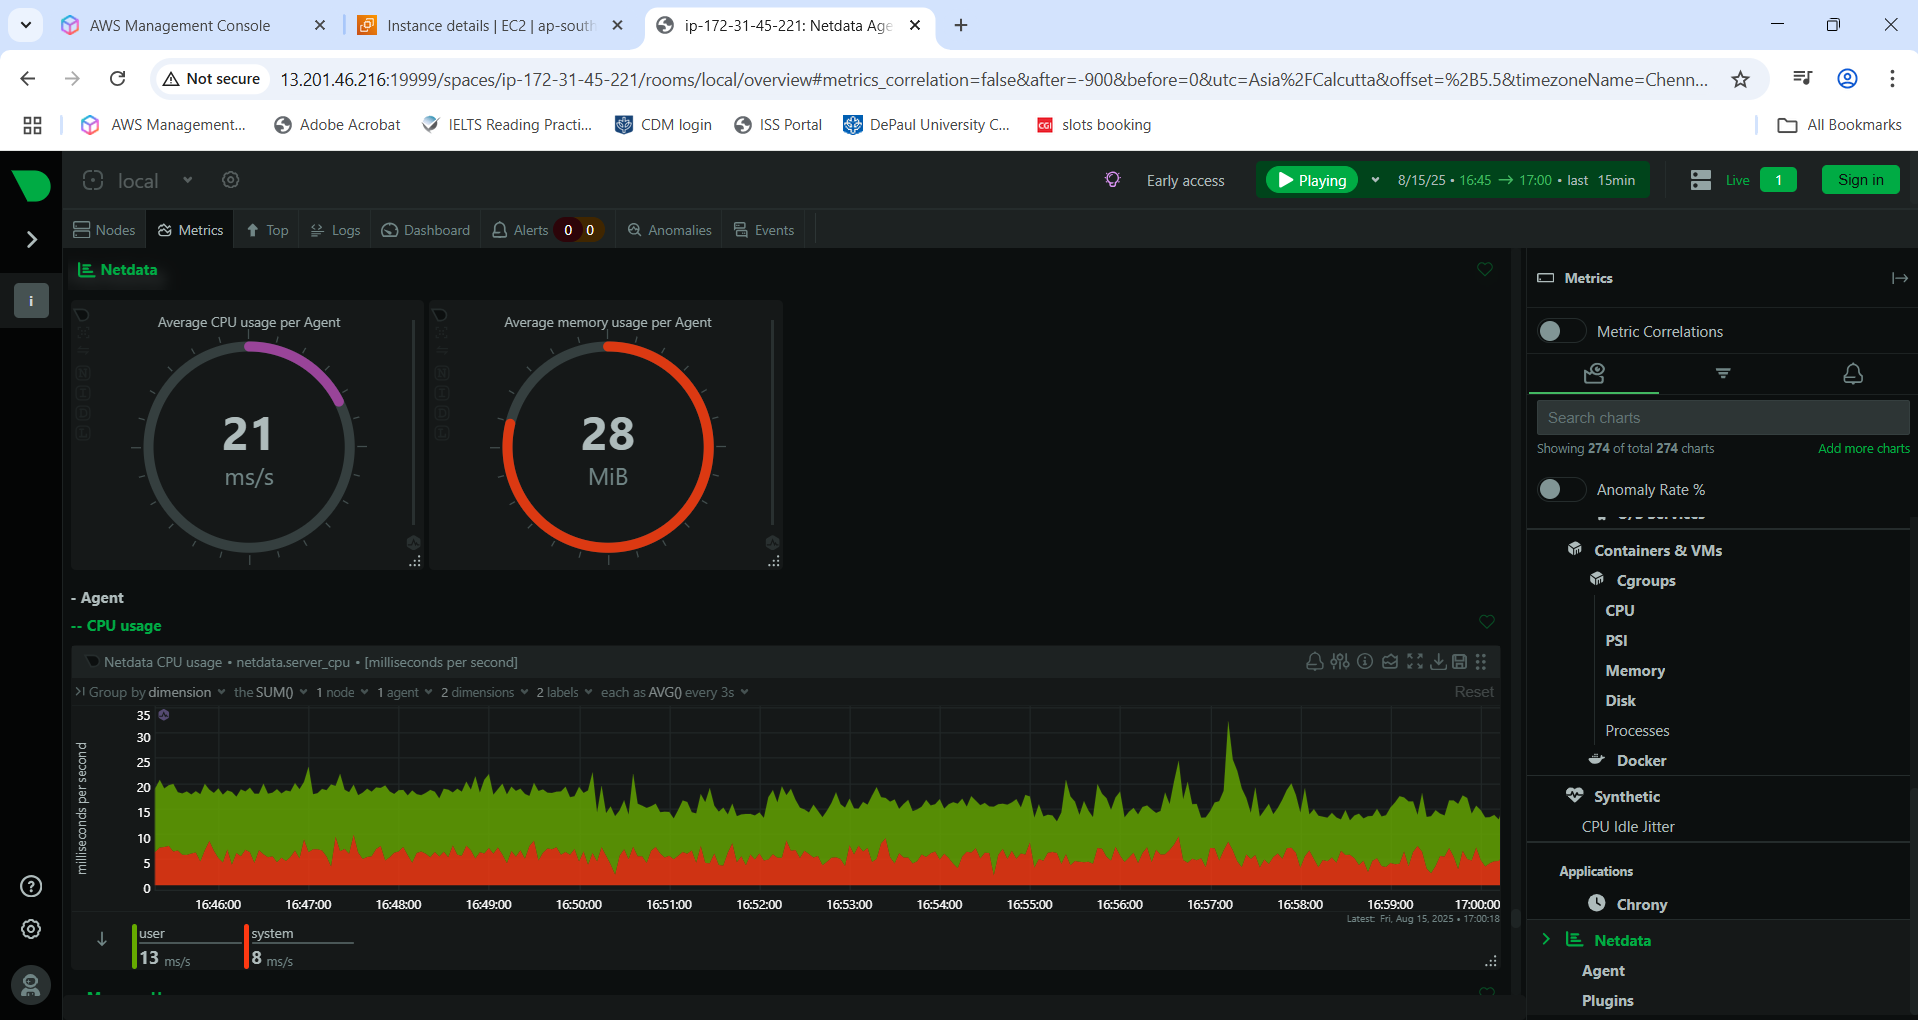 AWS Management Console
Instance details | EC2 | ap-south
ip-172-31-45-221: Netdata Age
Not secure
13.201.46.216:19999/spaces/ip-172-31-45-221/rooms/local/overview#metrics_correlation=false&after=-900&before=0&utc=Asia%2FCalcutta&offset=%2B5.5&timezoneName=Chenn...
AWS Management...
Adobe Acrobat
IELTS Reading Practi...
CDM login
ISS Portal
DePaul University C...
CGI
slots booking
All Bookmarks
local
Early access
Playing
8/15/25 • 16:45 → 17:00 • last 15min
Live
1
Sign in
Nodes
Metrics
Top
Logs
Dashboard
Alerts
0 0
Anomalies
Events
i
Netdata
Average CPU usage per Agent
21
ms/s
Average memory usage per Agent
28
MiB
- Agent
-- CPU usage
Netdata CPU usage • netdata.server_cpu • [milliseconds per second]
Group by dimension the SUM() 1 node 1 agent 2 dimensions 2 labels each as AVG() every 3s
Reset
milliseconds per second
35
30
25
20
15
10
5
0
16:46:00 16:47:00 16:48:00 16:49:00 16:50:00 16:51:00 16:52:00 16:53:00 16:54:00 16:55:00 16:56:00 16:57:00 16:58:00 16:59:00 17:00:00
Latest: Fri, Aug 15, 2025 • 17:00:18
user
13 ms/s
system
8 ms/s
Metrics
Metric Correlations
Search charts
Showing 274 of total 274 charts
Add more charts
Anomaly Rate %
Containers & VMs
Cgroups
CPU
PSI
Memory
Disk
Processes
Docker
Synthetic
CPU Idle Jitter
Applications
Chrony
Netdata
Agent
Plugins